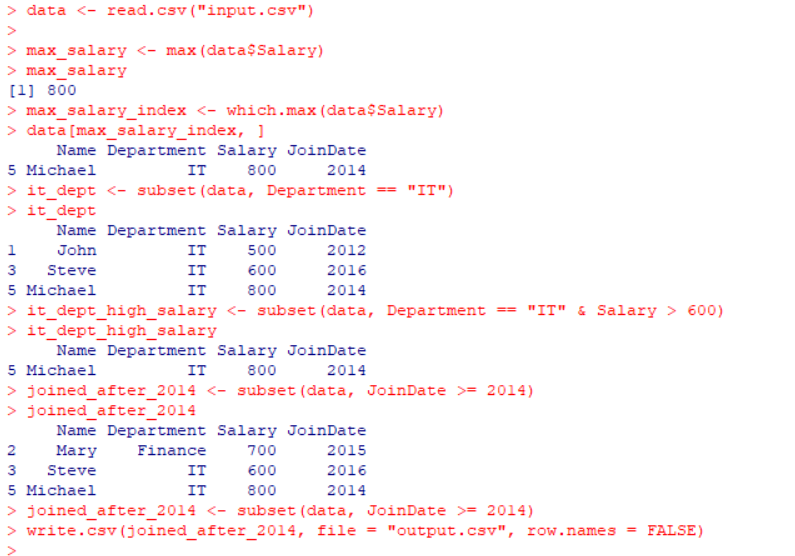 > data <- read.csv("input.csv")
>
> max_salary <- max(data$Salary)
> max_salary
[1] 800
> max_salary_index <- which.max(data$Salary)
> data[max_salary_index, ]
     Name Department Salary JoinDate
5 Michael         IT    800     2014
> it_dept <- subset(data, Department == "IT")
> it_dept
     Name Department Salary JoinDate
1    John         IT    500     2012
3   Steve         IT    600     2016
5 Michael         IT    800     2014
> it_dept_high_salary <- subset(data, Department == "IT" & Salary > 600)
> it_dept_high_salary
     Name Department Salary JoinDate
5 Michael         IT    800     2014
> joined_after_2014 <- subset(data, JoinDate >= 2014)
> joined_after_2014
     Name Department Salary JoinDate
2    Mary    Finance    700     2015
3   Steve         IT    600     2016
5 Michael         IT    800     2014
> joined_after_2014 <- subset(data, JoinDate >= 2014)
> write.csv(joined_after_2014, file = "output.csv", row.names = FALSE)
>